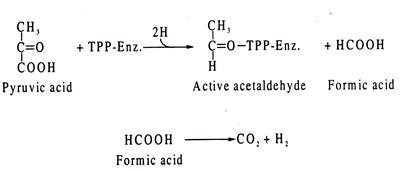 CH₃
C=O + TPP-Enz. 2H CH₃
C=O–TPP-Enz. + HCOOH
COOH H
Pyruvic acid Active acetaldehyde Formic acid
HCOOH CO₂ + H₂
Formic acid